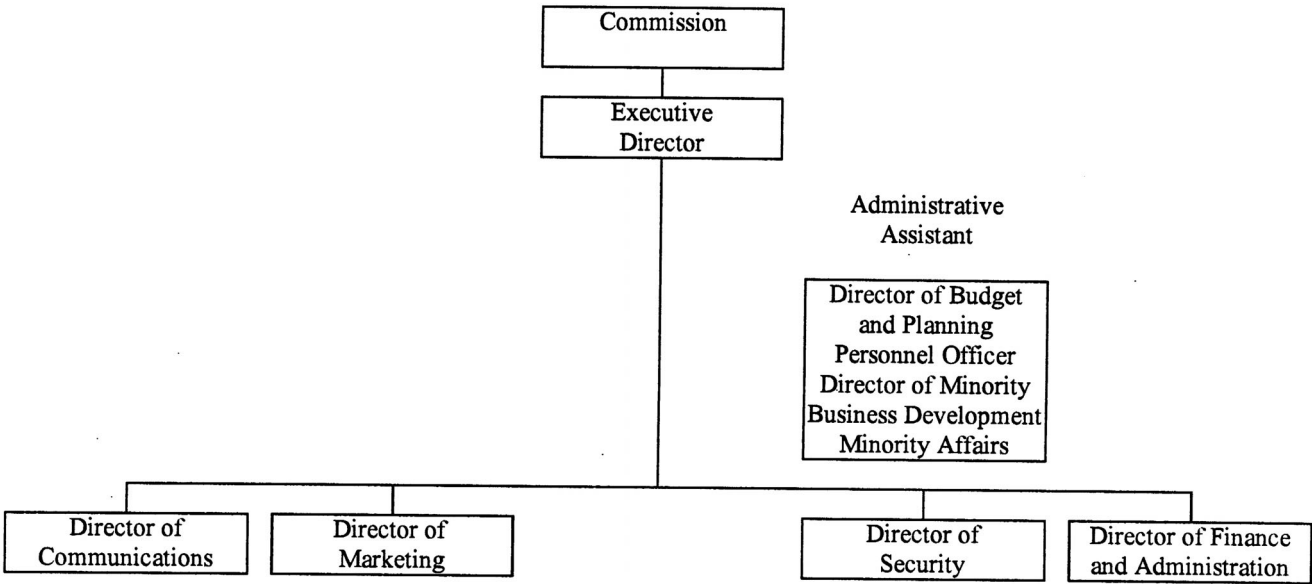 Commission
Executive
Director
Administrative
Assistant
Director of Budget
and Planning
Personnel Officer
Director of Minority
Business Development
Minority Affairs
Director of
Communications
Director of
Marketing
Director of
Security
Director of Finance
and Administration